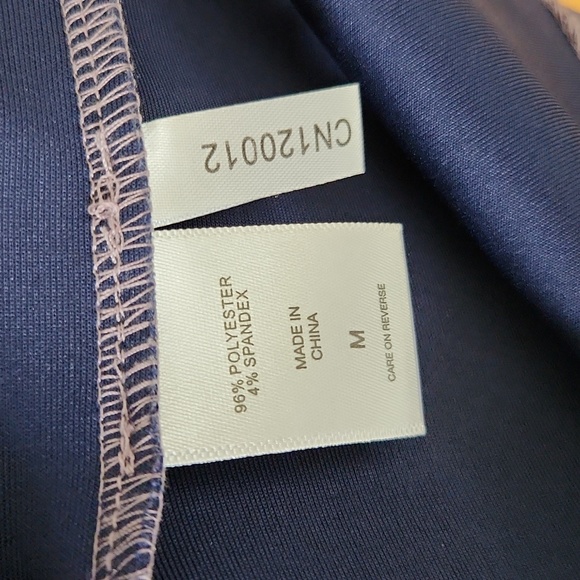 CN120012
96% POLYESTER
4% SPANDEX
MADE IN
CHINA
M
CARE ON REVERSE